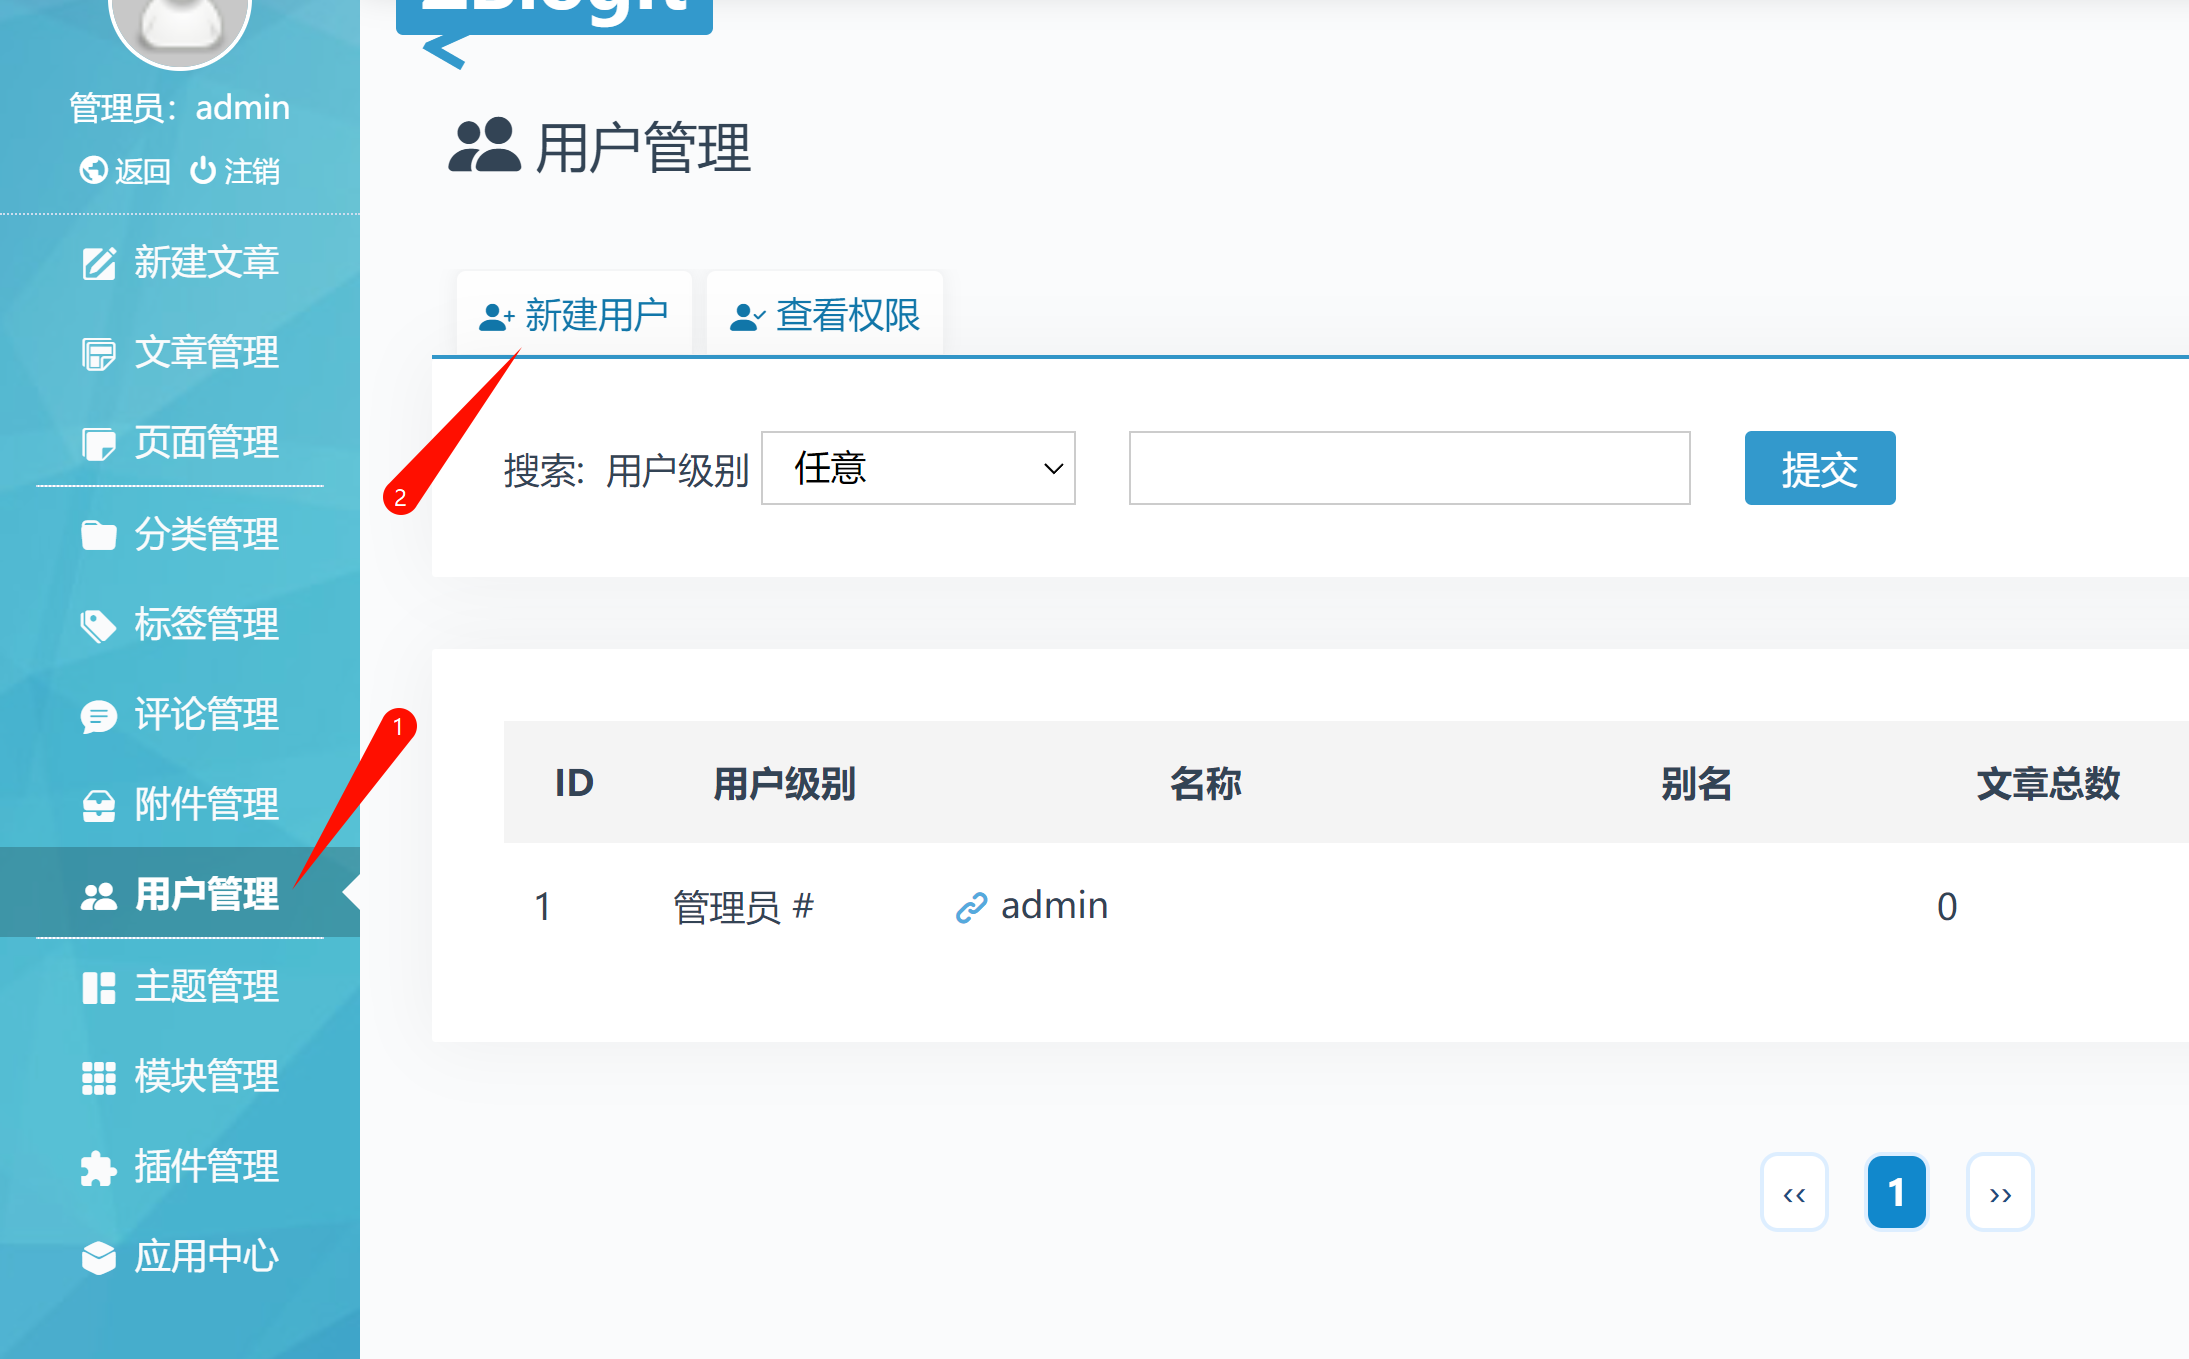 管理员：admin
返回 注销
新建文章
文章管理
页面管理
分类管理
标签管理
评论管理
附件管理
用户管理
主题管理
模块管理
插件管理
应用中心
用户管理
新建用户 查看权限
搜索: 用户级别 任意 提交
2
1
ID 用户级别 名称 别名 文章总数
1 管理员 # admin 0
‹‹ 1 ››